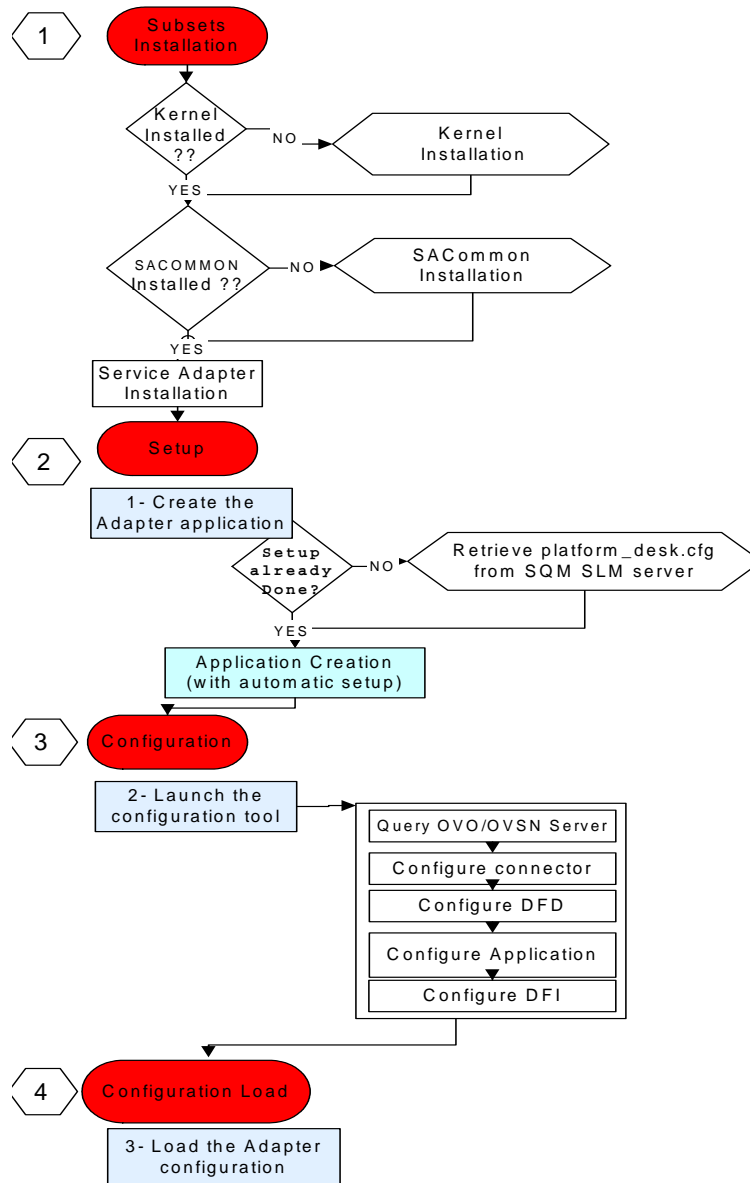 1
Subsets
Installation
Kernel
Installed
??
NO
Kernel
Installation
YES
SACOMMON
Installed ??
NO
SACommon
Installation
YES
Service Adapter
Installation
2
Setup
1- Create the
Adapter application
Setup
already
Done?
NO
Retrieve platform_desk.cfg
from SQM SLM server
YES
Application Creation
(with automatic setup)
3
Configuration
2- Launch the
configuration tool
Query OVO/OVSN Server
Configure connector
Configure DFD
Configure Application
Configure DFI
4
Configuration Load
3- Load the Adapter
configuration